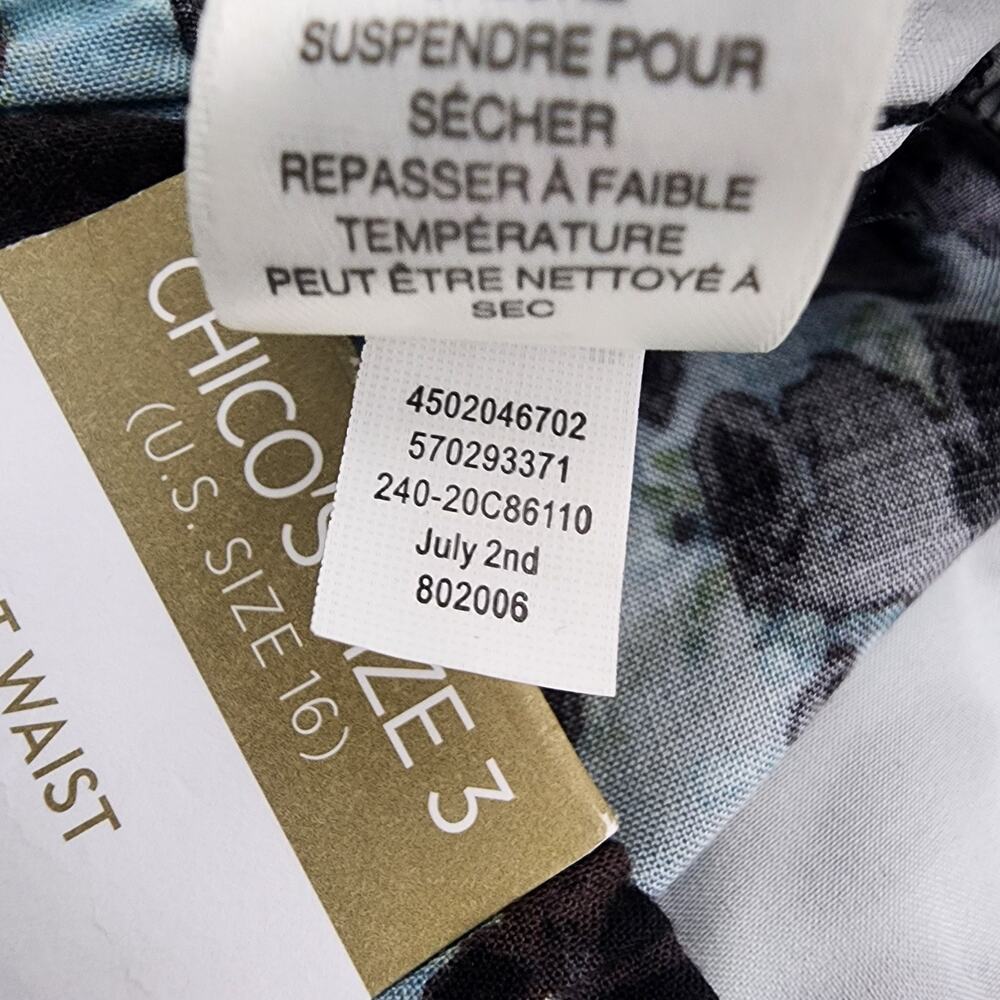 SUSPENDRE POUR
SÉCHER
REPASSER À FAIBLE
TEMPÉRATURE
PEUT ÊTRE NETTOYÉ À
SEC
4502046702
570293371
240-20C86110
July 2nd
802006
CHICO'S
3
(U.S. SIZE 16)
WAIST